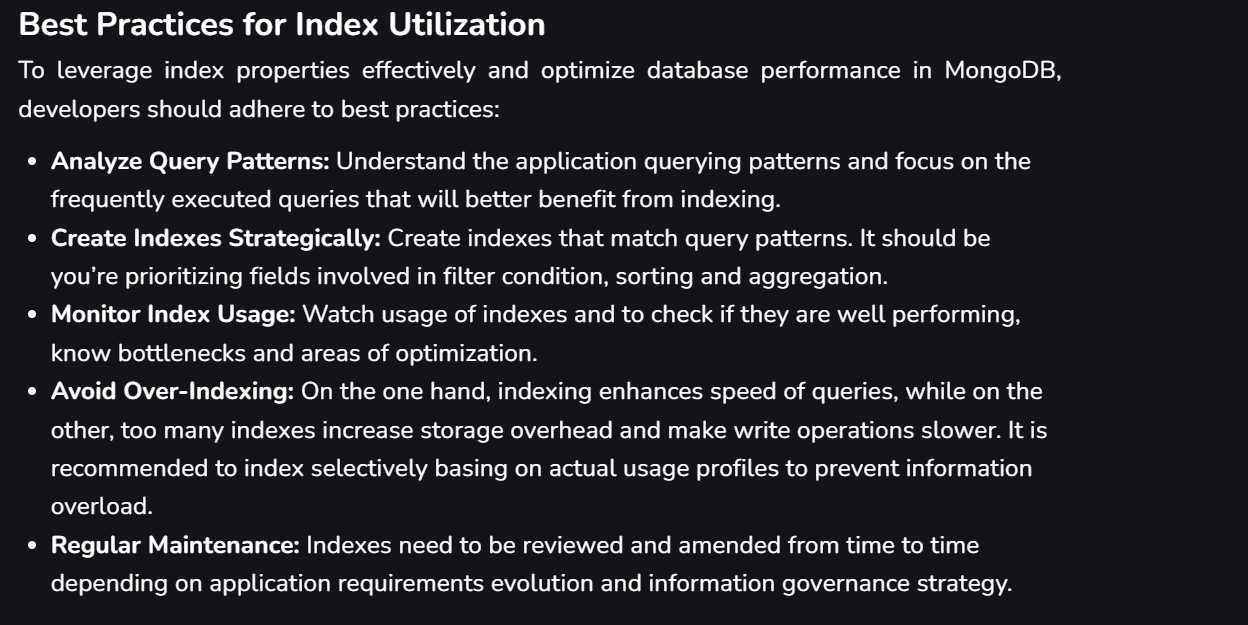 Best Practices for Index Utilization
To leverage index properties effectively and optimize database performance in MongoDB,
developers should adhere to best practices:
• Analyze Query Patterns: Understand the application querying patterns and focus on the
frequently executed queries that will better benefit from indexing.
• Create Indexes Strategically: Create indexes that match query patterns. It should be
you’re prioritizing fields involved in filter condition, sorting and aggregation.
• Monitor Index Usage: Watch usage of indexes and to check if they are well performing,
know bottlenecks and areas of optimization.
• Avoid Over-Indexing: On the one hand, indexing enhances speed of queries, while on the
other, too many indexes increase storage overhead and make write operations slower. It is
recommended to index selectively basing on actual usage profiles to prevent information
overload.
• Regular Maintenance: Indexes need to be reviewed and amended from time to time
depending on application requirements evolution and information governance strategy.